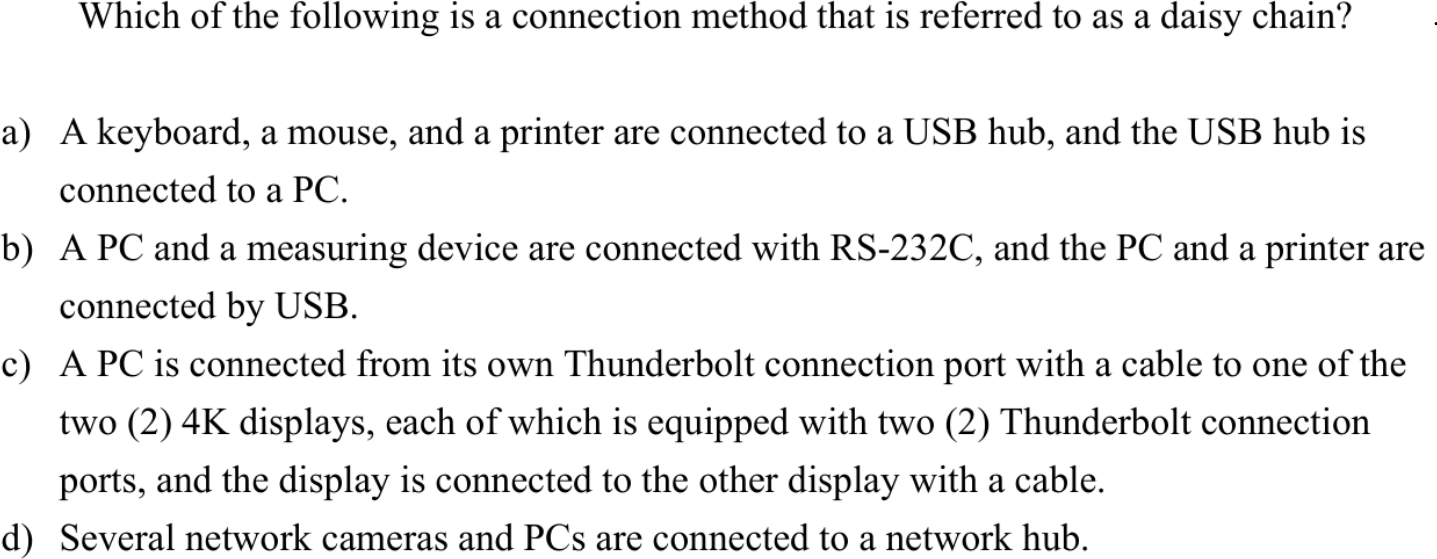 Which of the following is a connection method that is referred to as a daisy chain?
a) A keyboard, a mouse, and a printer are connected to a USB hub, and the USB hub is
connected to a PC.
b) A PC and a measuring device are connected with RS-232C, and the PC and a printer are
connected by USB.
c) A PC is connected from its own Thunderbolt connection port with a cable to one of the
two (2) 4K displays, each of which is equipped with two (2) Thunderbolt connection
ports, and the display is connected to the other display with a cable.
d) Several network cameras and PCs are connected to a network hub.